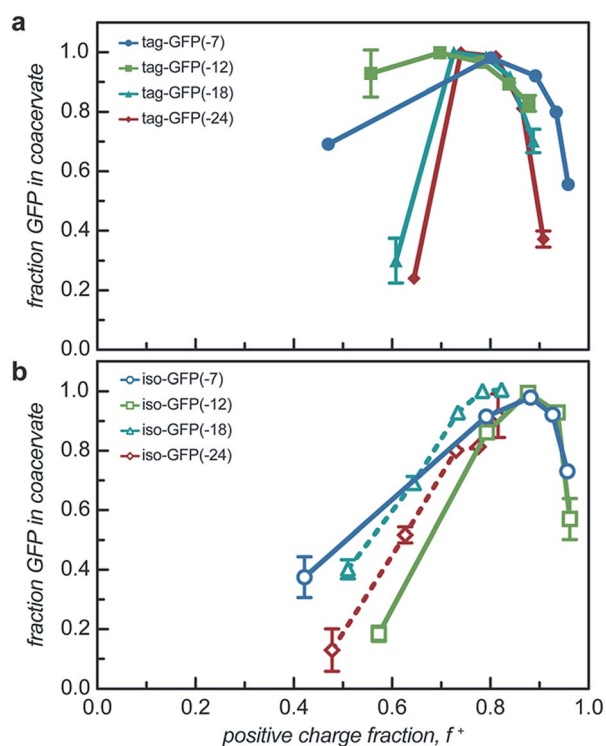 a
tag-GFP(-7)
tag-GFP(-12)
tag-GFP(-18)
tag-GFP(-24)
fraction GFP in coacervate
1.0
0.8
0.6
0.4
0.2
0.0
b
iso-GFP(-7)
iso-GFP(-12)
iso-GFP(-18)
iso-GFP(-24)
fraction GFP in coacervate
1.0
0.8
0.6
0.4
0.2
0.0
0.0 0.2 0.4 0.6 0.8 1.0
positive charge fraction, f⁺